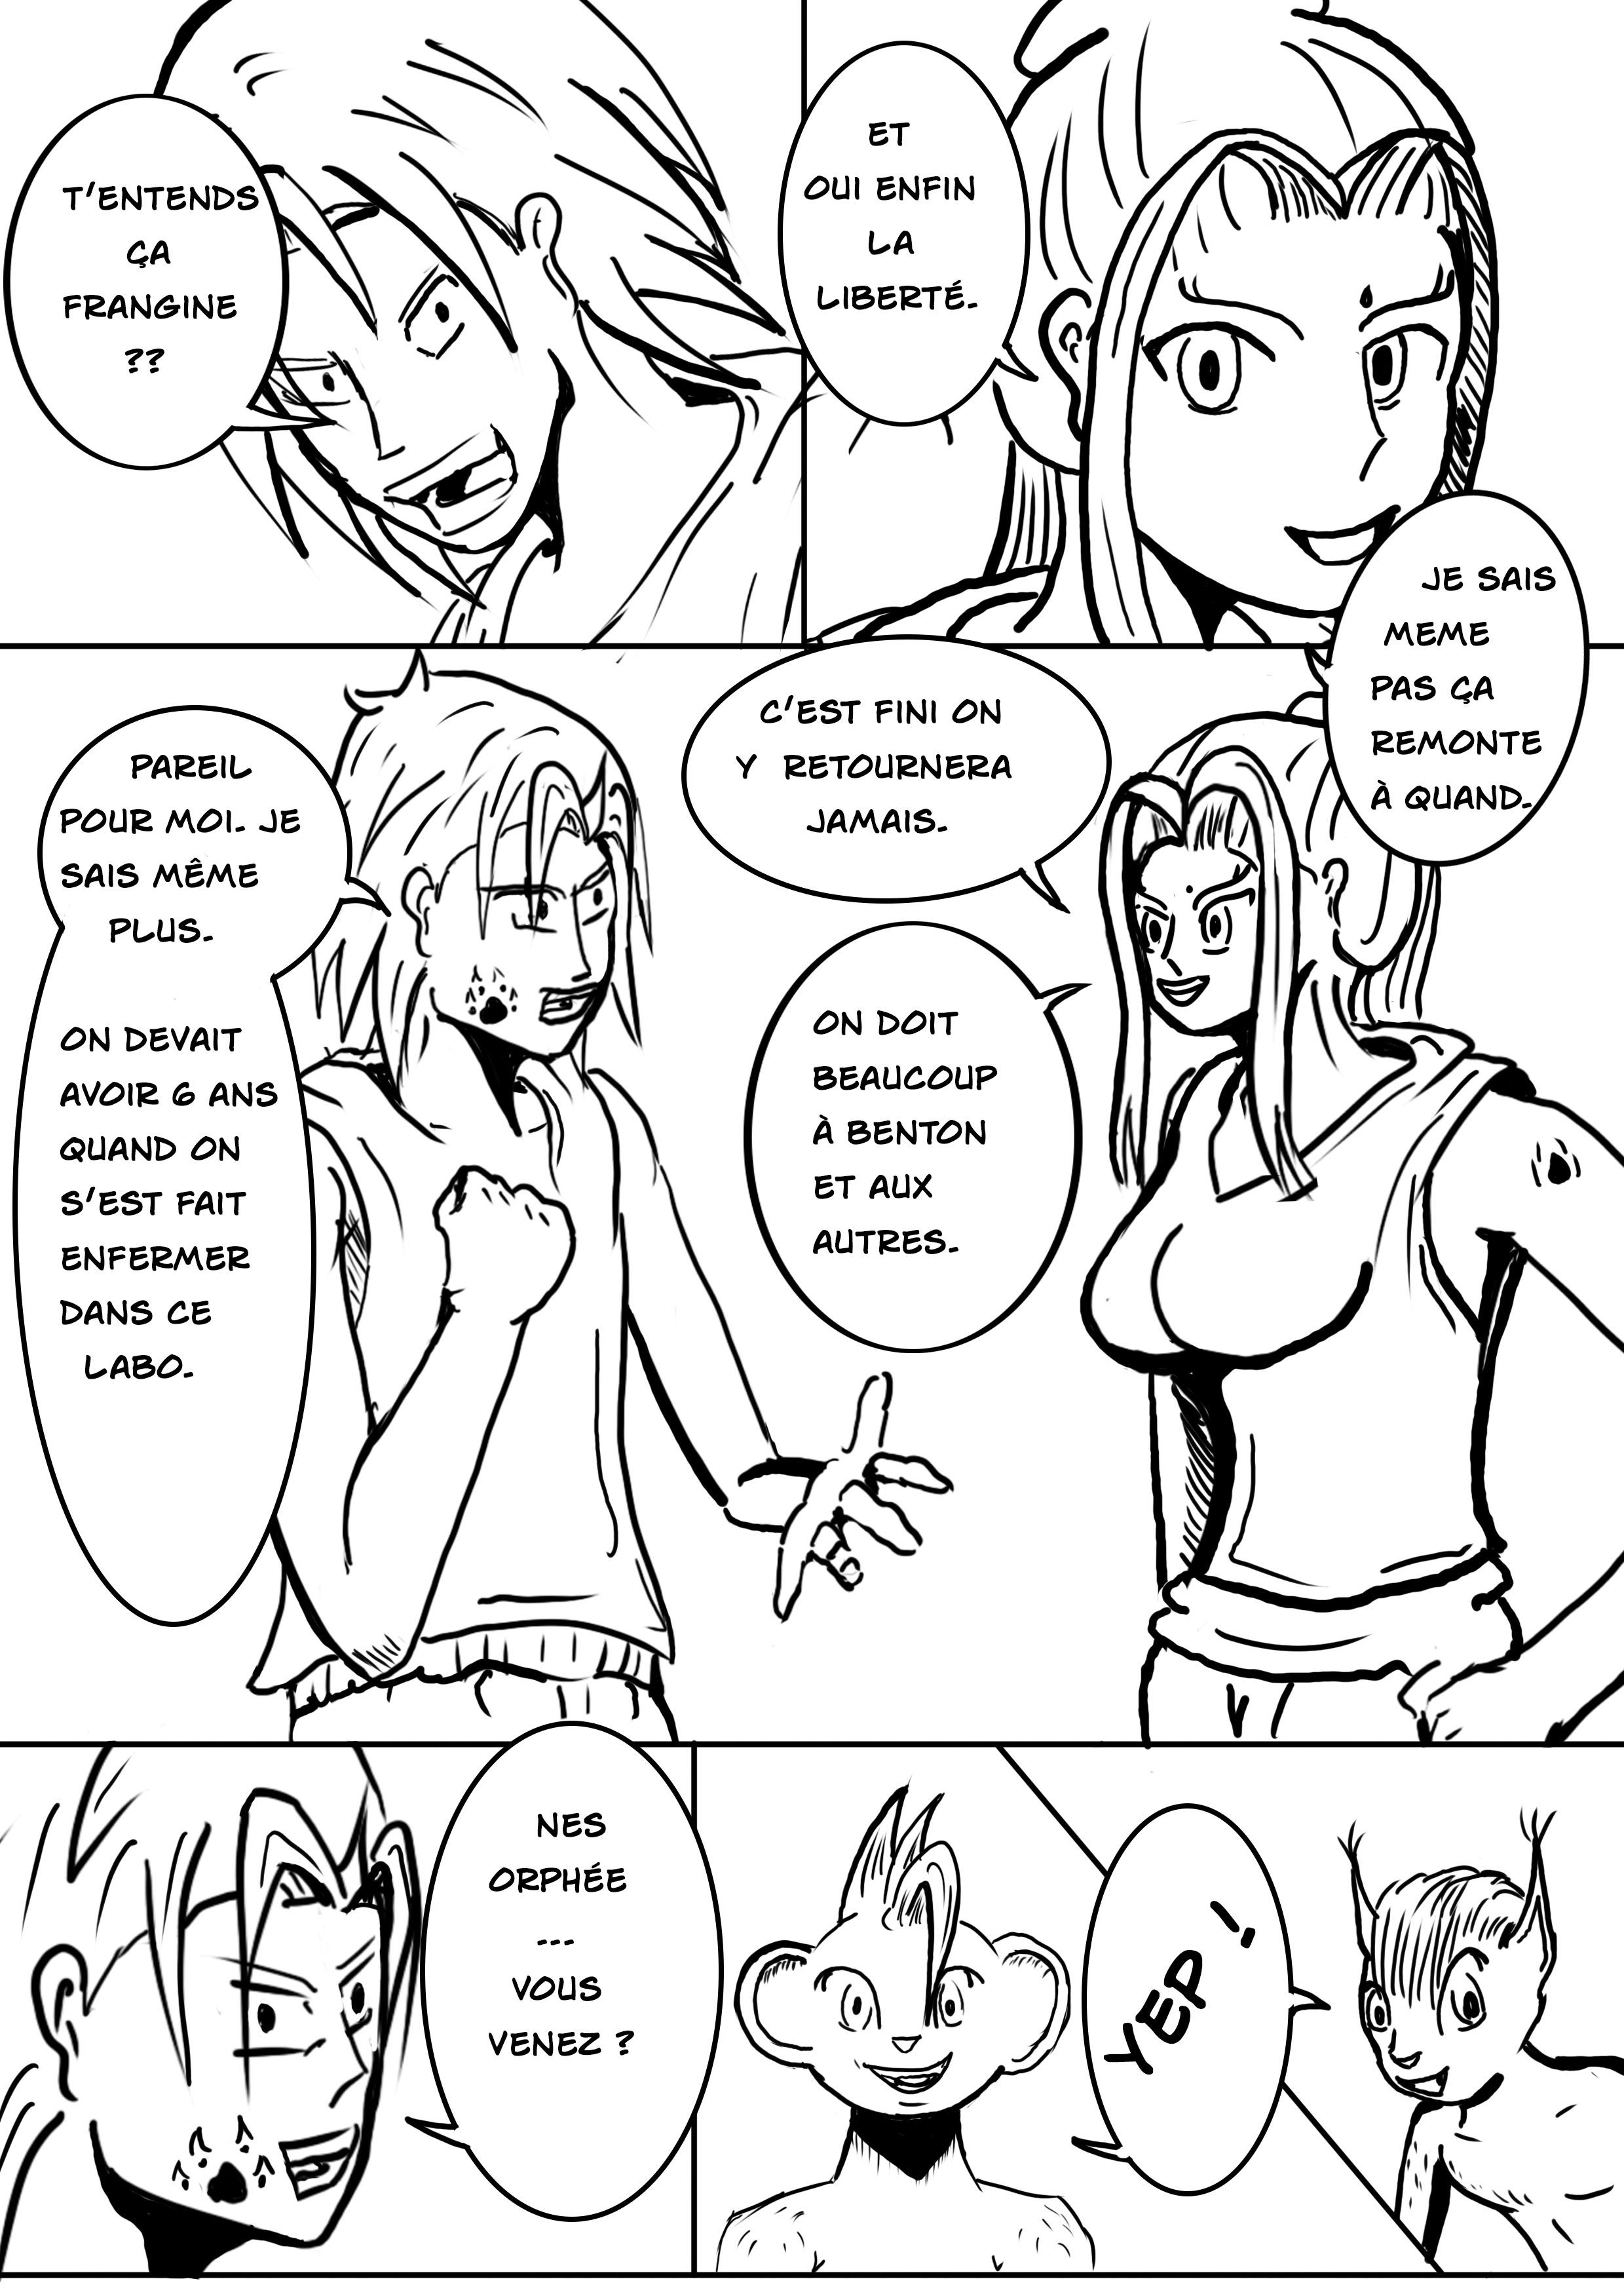 T'ENTENDS
ÇA
FRANGINE
??
ET
OUI ENFIN
LA
LIBERTÉ.
JE SAIS
MEME
PAS ÇA
REMONTE
À QUAND.
PAREIL
POUR MOI. JE
SAIS MÊME
PLUS.
ON DEVAIT
AVOIR 6 ANS
QUAND ON
S'EST FAIT
ENFERMER
DANS CE
LABO.
C'EST FINI ON
Y RETOURNERA
JAMAIS.
ON DOIT
BEAUCOUP
À BENTON
ET AUX
AUTRES.
NES
ORPHÉE
...
VOUS
VENEZ ?
YEP !